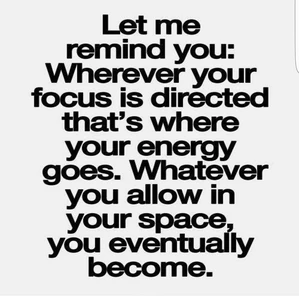 Let me
remind you:
Wherever your
focus is directed
that's where
your energy
goes. Whatever
you allow in
your space,
you eventually
become.